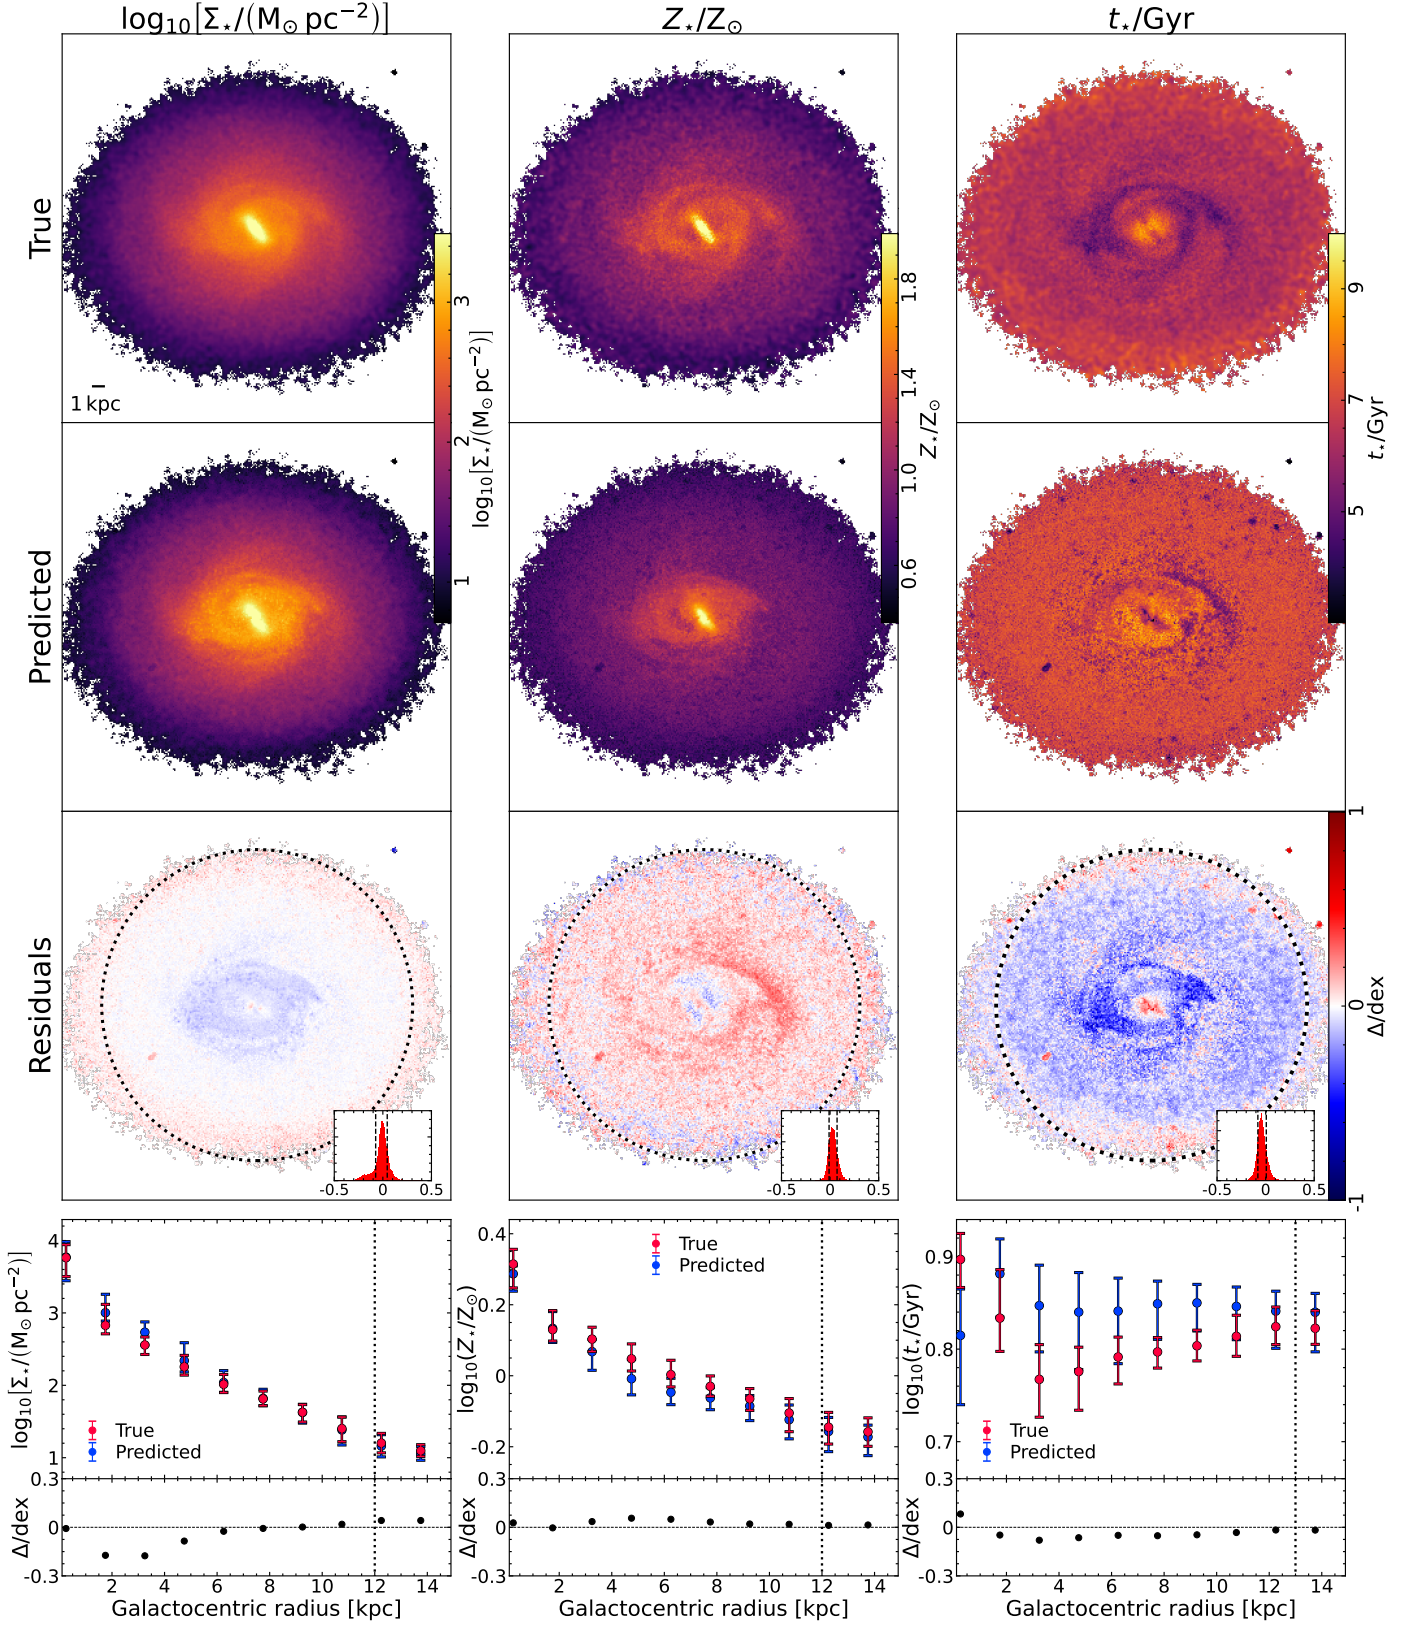 log₁₀[Σ⋆/(M⊙ pc⁻²)]
Z⋆/Z⊙
t⋆/Gyr
True
1 kpc
3
2
1
log₁₀[Σ⋆/(M⊙ pc⁻²)]
1.8
1.4
1.0
0.6
Z⋆/Z⊙
9
7
5
t⋆/Gyr
Predicted
Residuals
-0.5 0 0.5
-0.5 0 0.5
-0.5 0 0.5
1
0
-1
Δ/dex
log₁₀[Σ⋆/(M⊙ pc⁻²)]
4
3
2
1
True
Predicted
log₁₀(Z⋆/Z⊙)
0.4
0.2
0
-0.2
True
Predicted
log₁₀(t⋆/Gyr)
0.9
0.8
0.7
True
Predicted
Δ/dex
0.3
0
-0.3
2 4 6 8 10 12 14
Galactocentric radius [kpc]
Δ/dex
0.3
0
-0.3
2 4 6 8 10 12 14
Galactocentric radius [kpc]
Δ/dex
0.3
0
-0.3
2 4 6 8 10 12 14
Galactocentric radius [kpc]